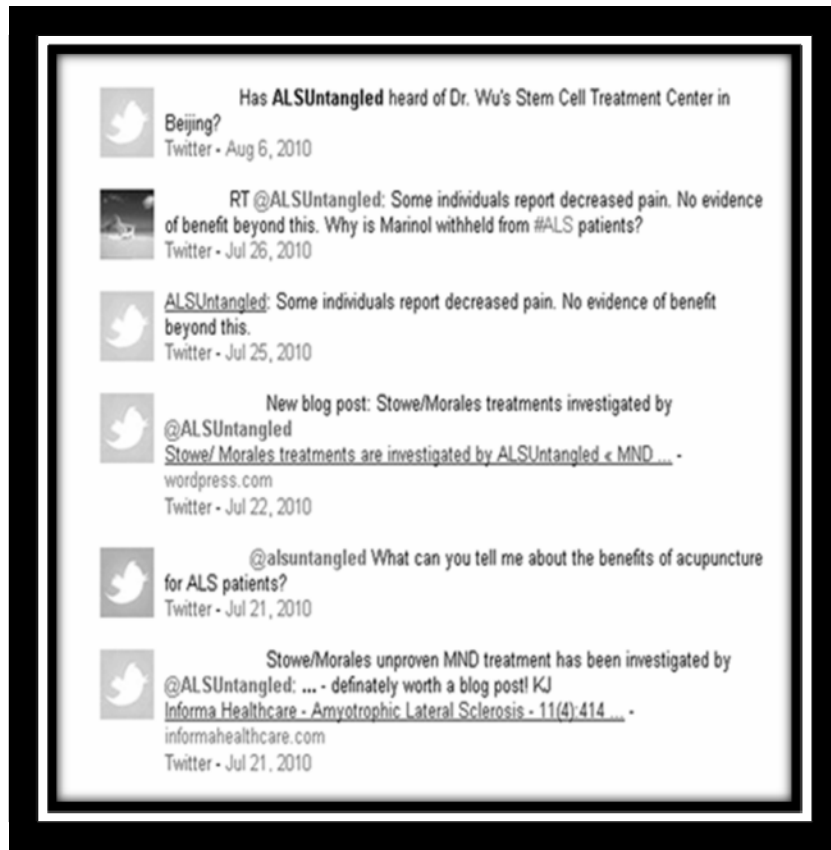 Has ALSUntangled heard of Dr. Wu's Stem Cell Treatment Center in
Beijing?
Twitter - Aug 6, 2010
RT @ALSUntangled: Some individuals report decreased pain. No evidence
of benefit beyond this. Why is Marinol withheld from #ALS patients?
Twitter - Jul 26, 2010
ALSUntangled: Some individuals report decreased pain. No evidence of benefit
beyond this.
Twitter - Jul 25, 2010
New blog post: Stowe/Morales treatments investigated by
@ALSUntangled
Stowe/ Morales treatments are investigated by ALSUntangled « MND ... -
wordpress.com
Twitter - Jul 22, 2010
@alsuntangled What can you tell me about the benefits of acupuncture
for ALS patients?
Twitter - Jul 21, 2010
Stowe/Morales unproven MND treatment has been investigated by
@ALSUntangled: ... - definately worth a blog post! KJ
Informa Healthcare - Amyotrophic Lateral Sclerosis - 11(4):414 ... -
informahealthcare.com
Twitter - Jul 21, 2010